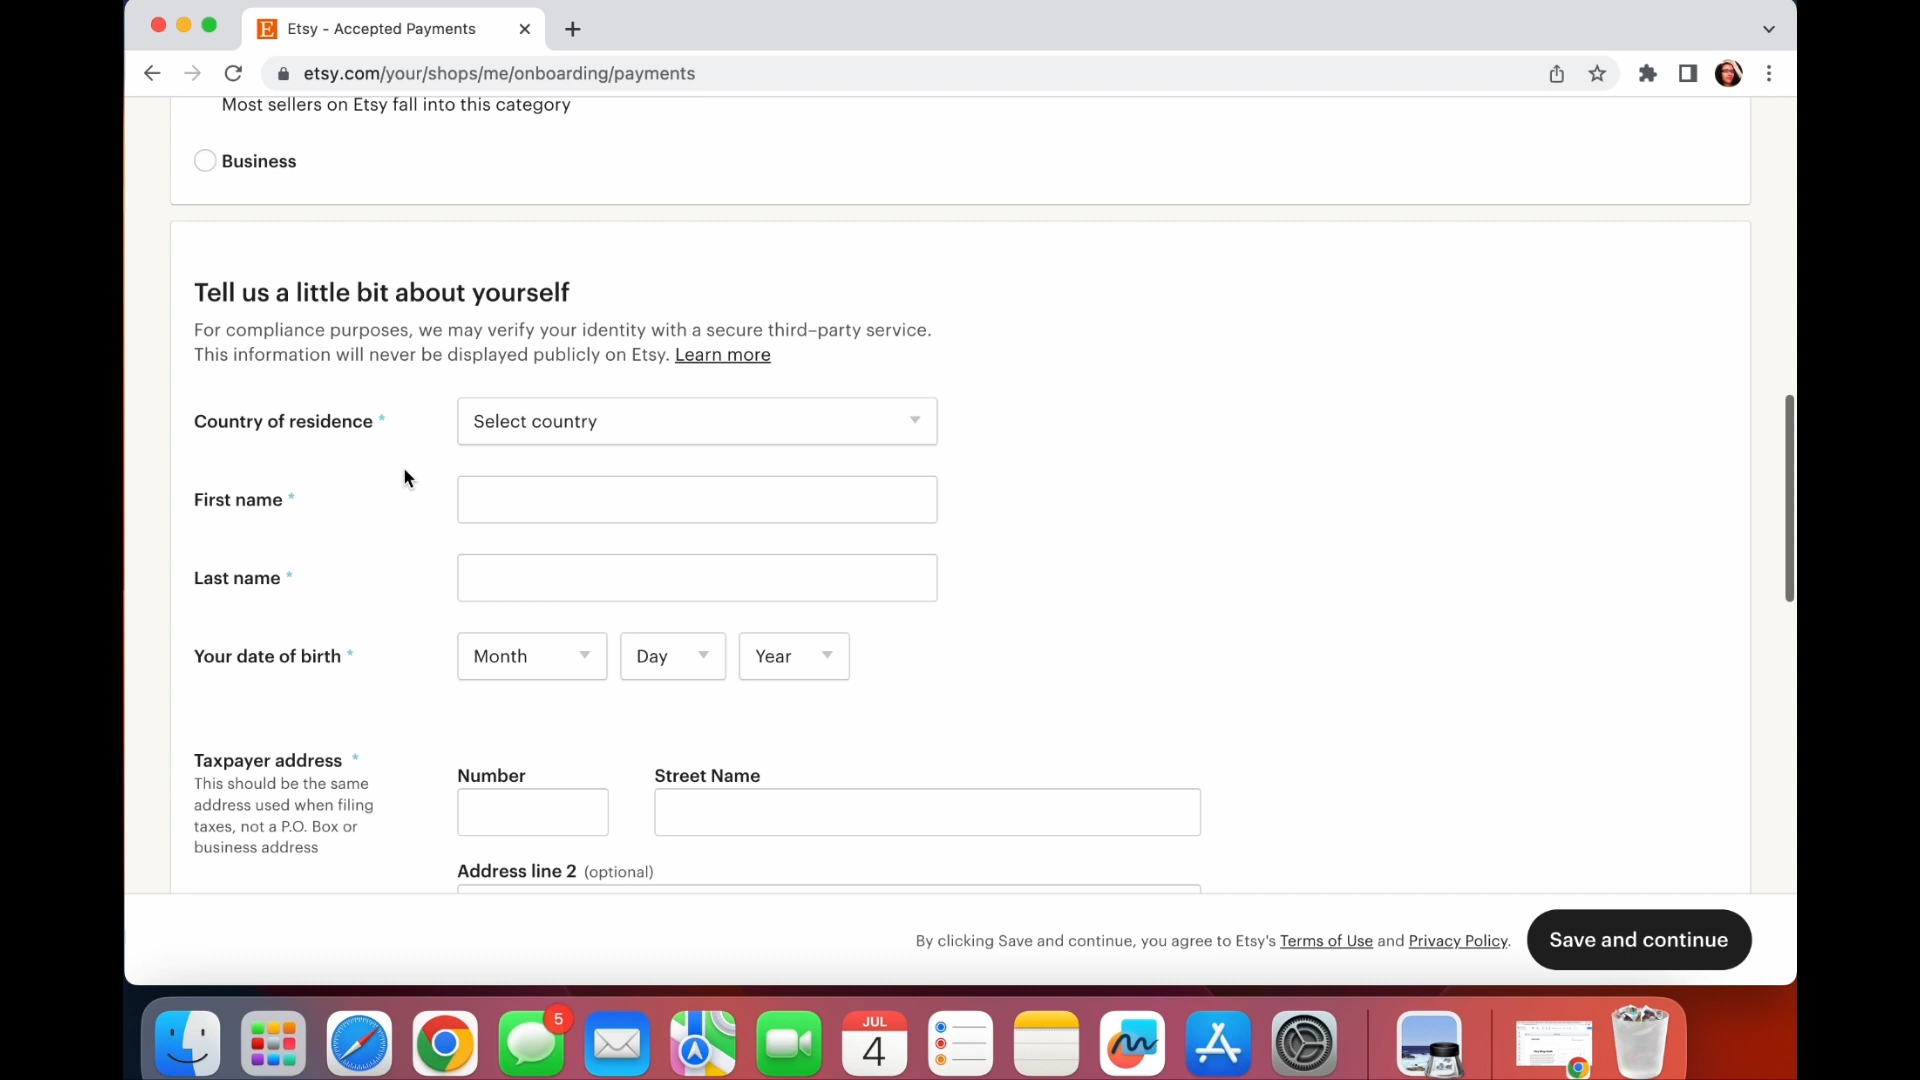 Etsy - Accepted Payments
etsy.com/your/shops/me/onboarding/payments
Most sellers on Etsy fall into this category
Business
Tell us a little bit about yourself
For compliance purposes, we may verify your identity with a secure third-party service.
This information will never be displayed publicly on Etsy. Learn more
Country of residence *
Select country
First name *
Last name *
Your date of birth *
Month Day Year
Taxpayer address *
This should be the same
address used when filing
taxes, not a P.O. Box or
business address
Number Street Name
Address line 2 (optional)
By clicking Save and continue, you agree to Etsy's Terms of Use and Privacy Policy.
Save and continue
5
JUL
4